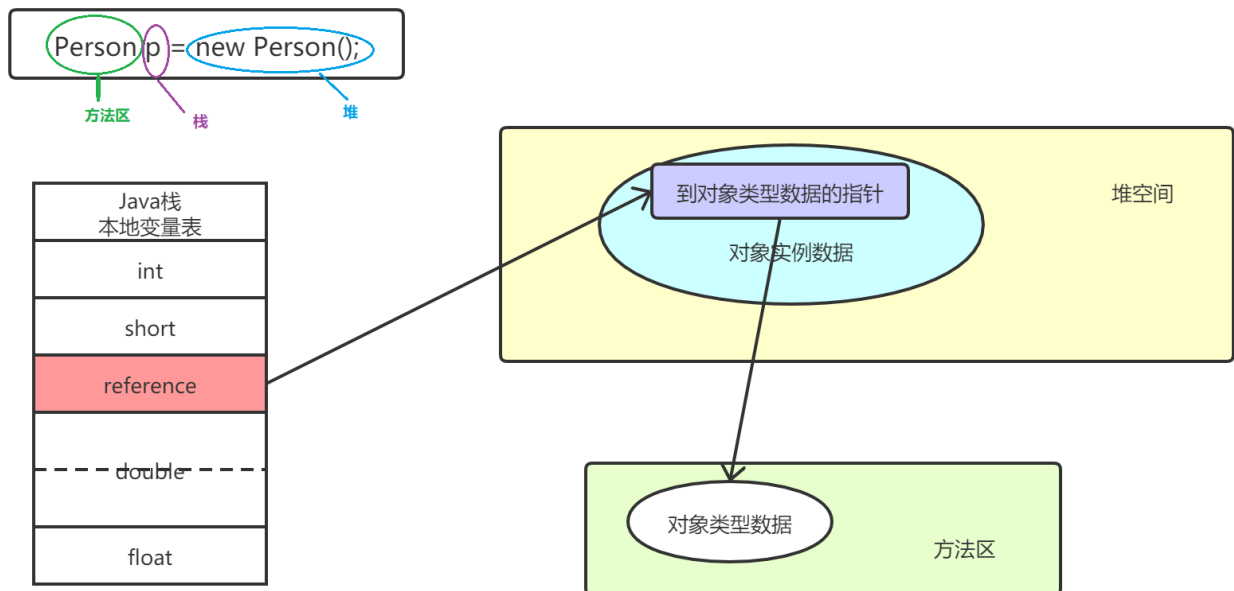 Person p = new Person();
方法区
栈
堆
Java栈
本地变量表
int
short
reference
double
float
到对象类型数据的指针
对象实例数据
堆空间
对象类型数据
方法区